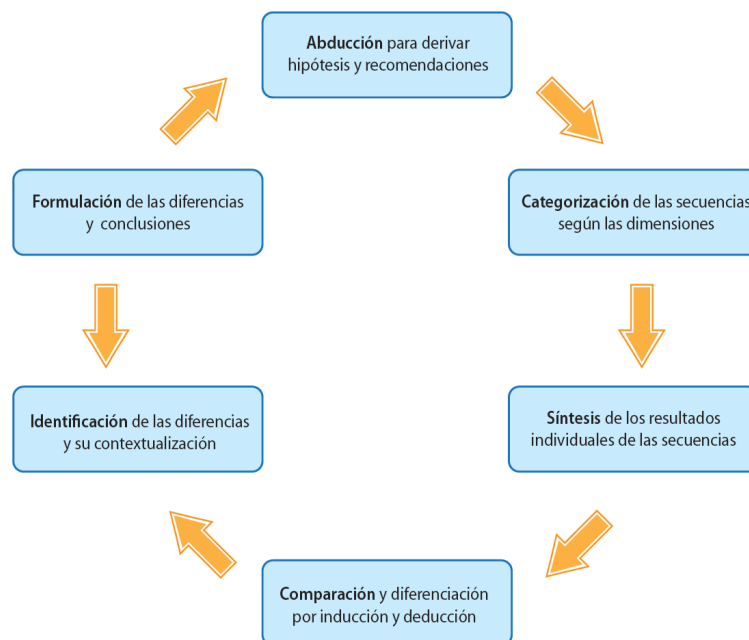 Abducción para derivar
hipótesis y recomendaciones
Formulación de las diferencias
y conclusiones
Categorización de las secuencias
según las dimensiones
Identificación de las diferencias
y su contextualización
Síntesis de los resultados
individuales de las secuencias
Comparación y diferenciación
por inducción y deducción